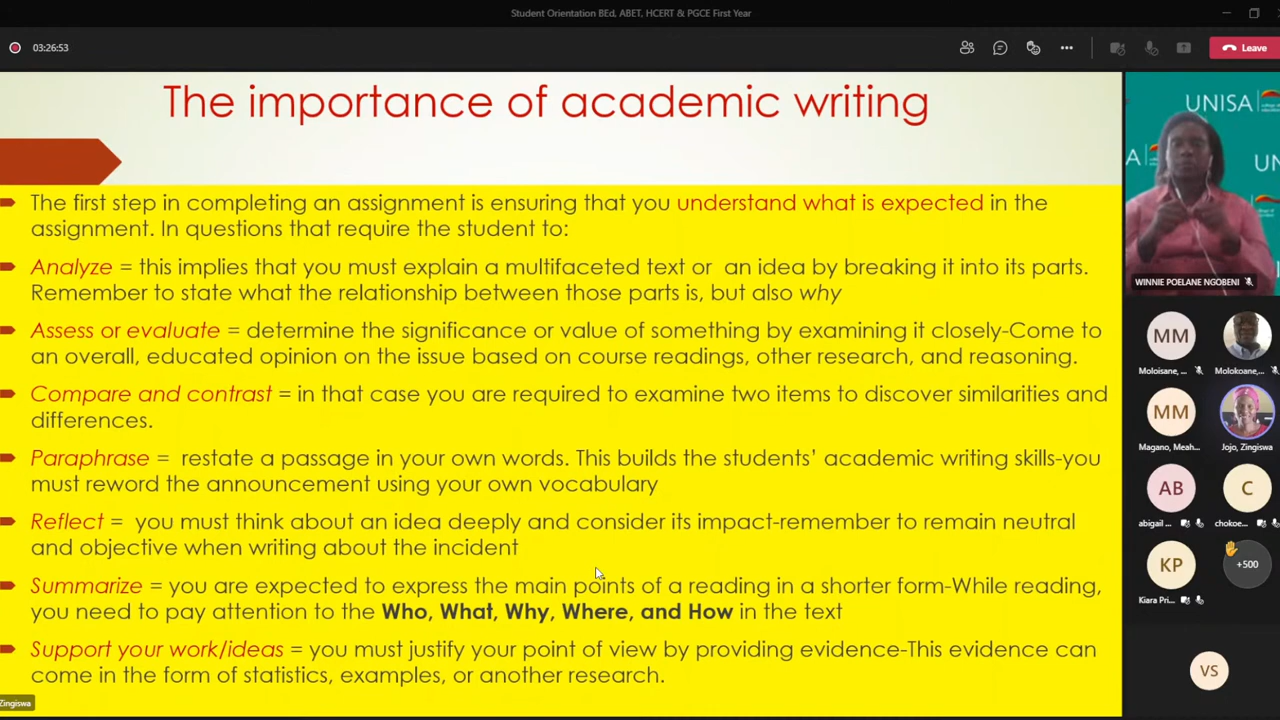 Student Orientation BEd, ABET, HCERT & PGCE First Year
03:26:53
Leave
The importance of academic writing
The first step in completing an assignment is ensuring that you understand what is expected in the
assignment. In questions that require the student to:
Analyze = this implies that you must explain a multifaceted text or an idea by breaking it into its parts.
Remember to state what the relationship between those parts is, but also why
Assess or evaluate = determine the significance or value of something by examining it closely-Come to
an overall, educated opinion on the issue based on course readings, other research, and reasoning.
Compare and contrast = in that case you are required to examine two items to discover similarities and
differences.
Paraphrase = restate a passage in your own words. This builds the students’ academic writing skills-you
must reword the announcement using your own vocabulary
Reflect = you must think about an idea deeply and consider its impact-remember to remain neutral
and objective when writing about the incident
Summarize = you are expected to express the main points of a reading in a shorter form-While reading,
you need to pay attention to the Who, What, Why, Where, and How in the text
Support your work/ideas = you must justify your point of view by providing evidence-This evidence can
come in the form of statistics, examples, or another research.
Zingiswa
UNISA
UN
WINNIE POELANE NGOBENI
MM
Moloisane, ...
Molokoane, ...
MM
Magano, Meah...
Jojo, Zingiswa
AB
C
abigail
chokoe...
KP
+500
Kiara Pri...
VS